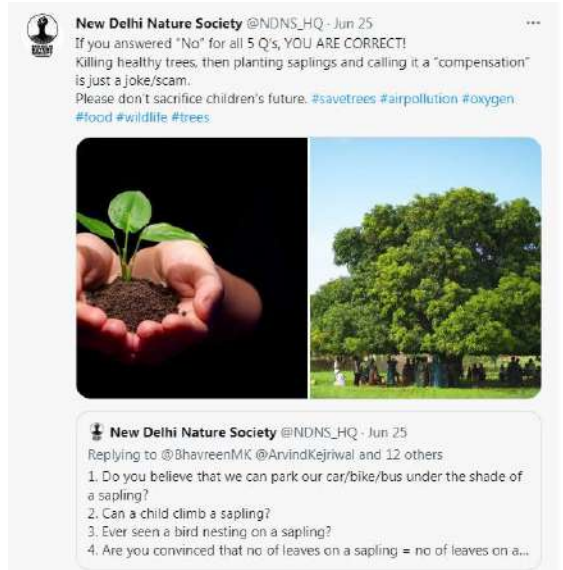 New Delhi Nature Society @NDNS_HQ · Jun 25
If you answered "No" for all 5 Q's, YOU ARE CORRECT!
Killing healthy trees, then planting saplings and calling it a "compensation"
is just a joke/scam.
Please don't sacrifice children's future. #savetrees #airpollution #oxygen
#food #wildlife #trees
New Delhi Nature Society @NDNS_HQ · Jun 25
Replying to @BhavreenMK @ArvindKejriwal and 12 others
1. Do you believe that we can park our car/bike/bus under the shade of
a sapling?
2. Can a child climb a sapling?
3. Ever seen a bird nesting on a sapling?
4. Are you convinced that no of leaves on a sapling = no of leaves on a...